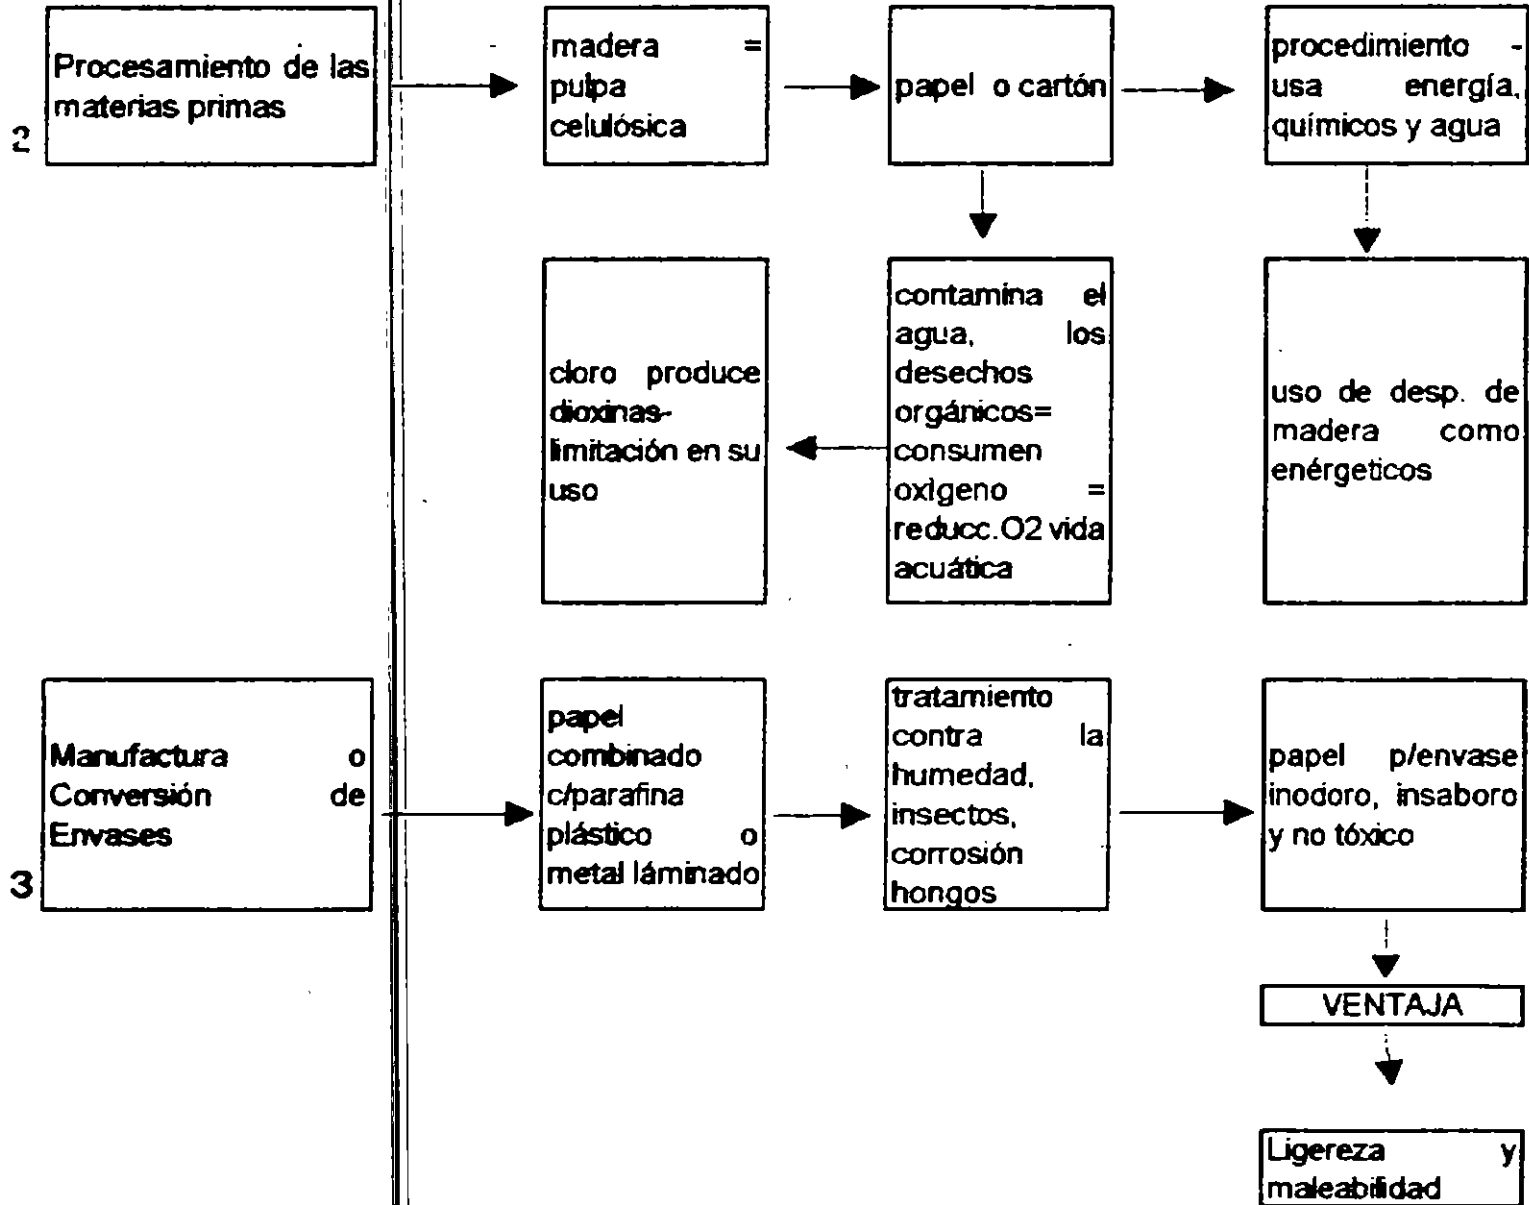 2
Procesamiento de las
materias primas
madera =
pulpa
celulósica
papel o cartón
procedimiento -
usa energía,
químicos y agua
cloro produce
dioxinas-
limitación en su
uso
contamina el
agua, los
desechos
orgánicos=
consumen
oxígeno =
reducc.O2 vida
acuática
uso de desp. de
madera como
enérgeticos
3
Manufactura o
Conversión de
Envases
papel
combinado
c/parafina
plástico o
metal láminado
tratamiento
contra la
humedad,
insectos,
corrosión
hongos
papel p/envase
inodoro, insaboro
y no tóxico
VENTAJA
Ligereza y
maleabilidad